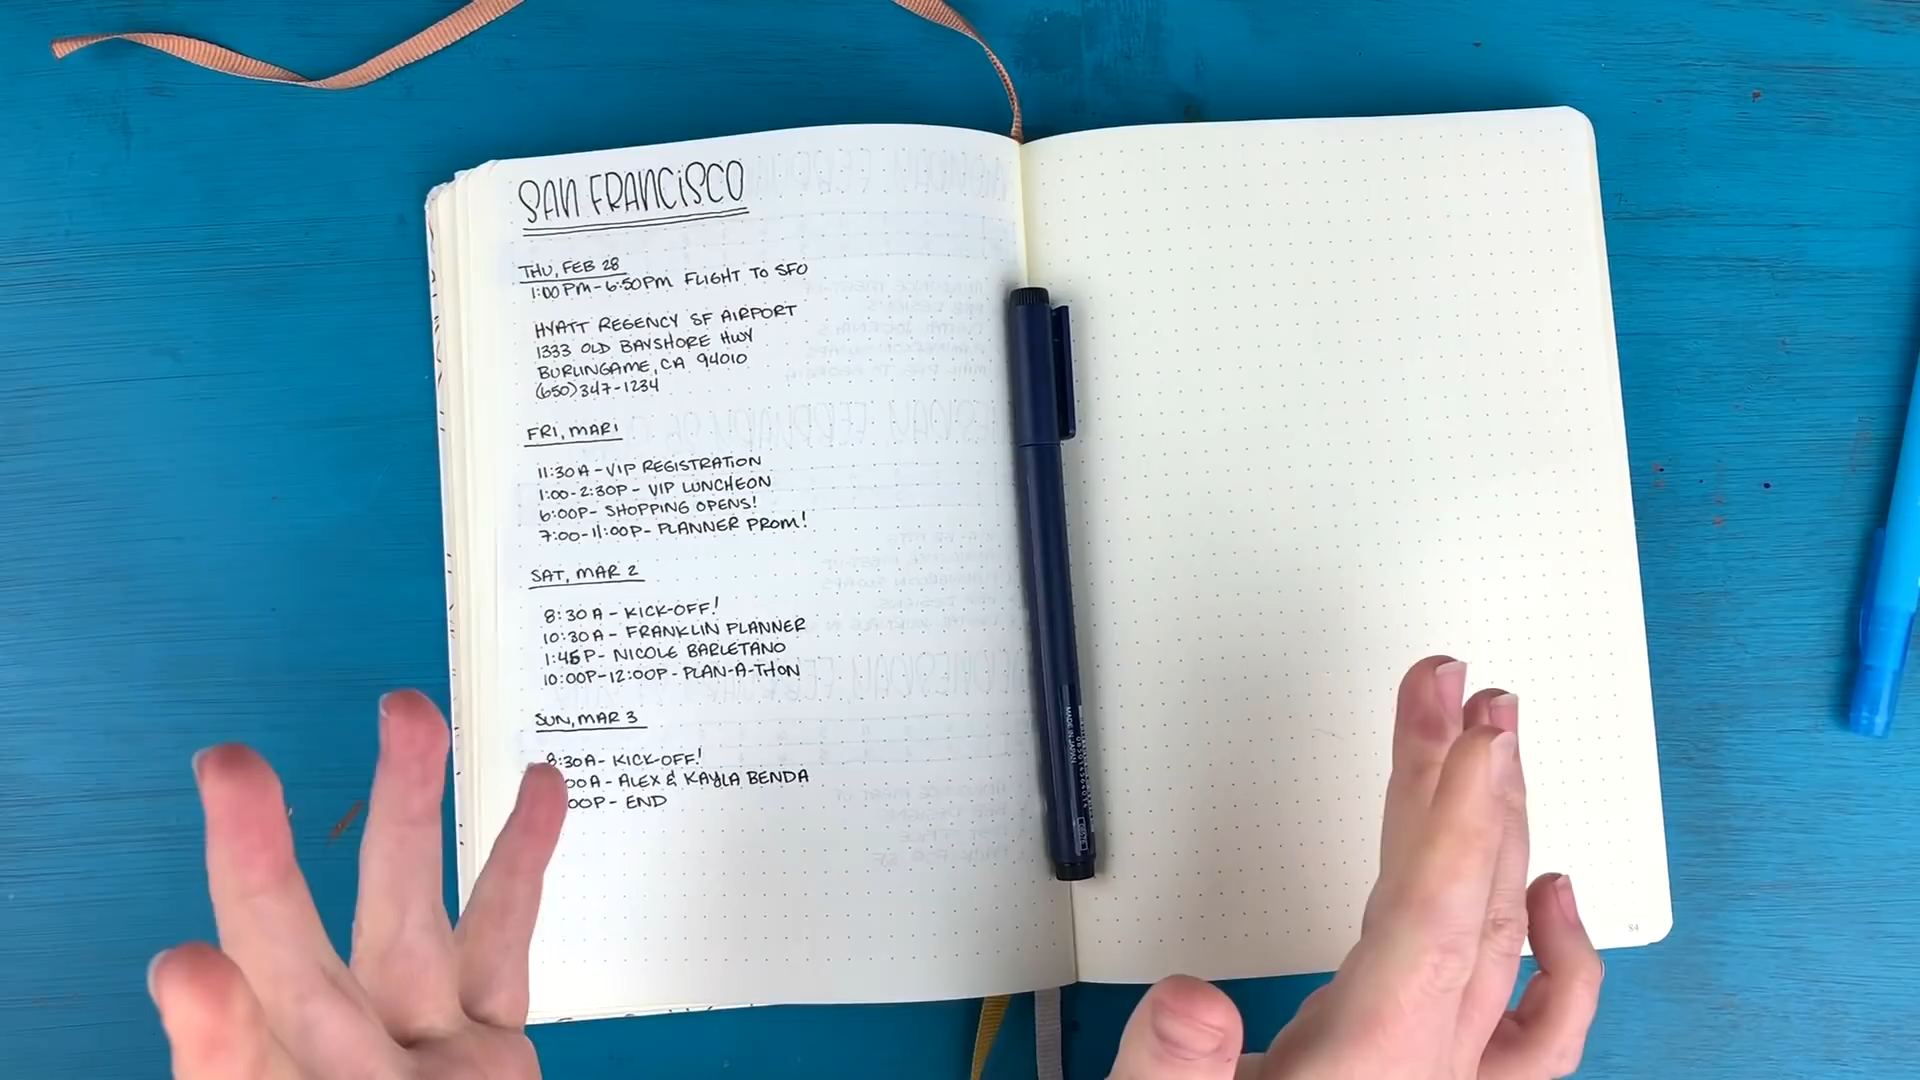 SAN FRANCISCO
THU, FEB 28
1:00PM-6:50PM FLIGHT TO SFO
HYATT REGENCY SF AIRPORT
1333 OLD BAYSHORE HWY
BURLINGAME, CA 94010
(650)347-1234
FRI, MAR 1
11:30A-VIP REGISTRATION
1:00-2:30P- VIP LUNCHEON
6:00P- SHOPPING OPENS!
7:00-11:00P- PLANNER PROM!
SAT, MAR 2
8:30A- KICK-OFF!
10:30A- FRANKLIN PLANNER
1:45P- NICOLE BARLETANO
10:00P-12:00P- PLAN-A-THON
SUN, MAR 3
8:30A- KICK-OFF!
00A- ALEX & KAYLA BENDA
00P- END
MADE IN JAPAN
84